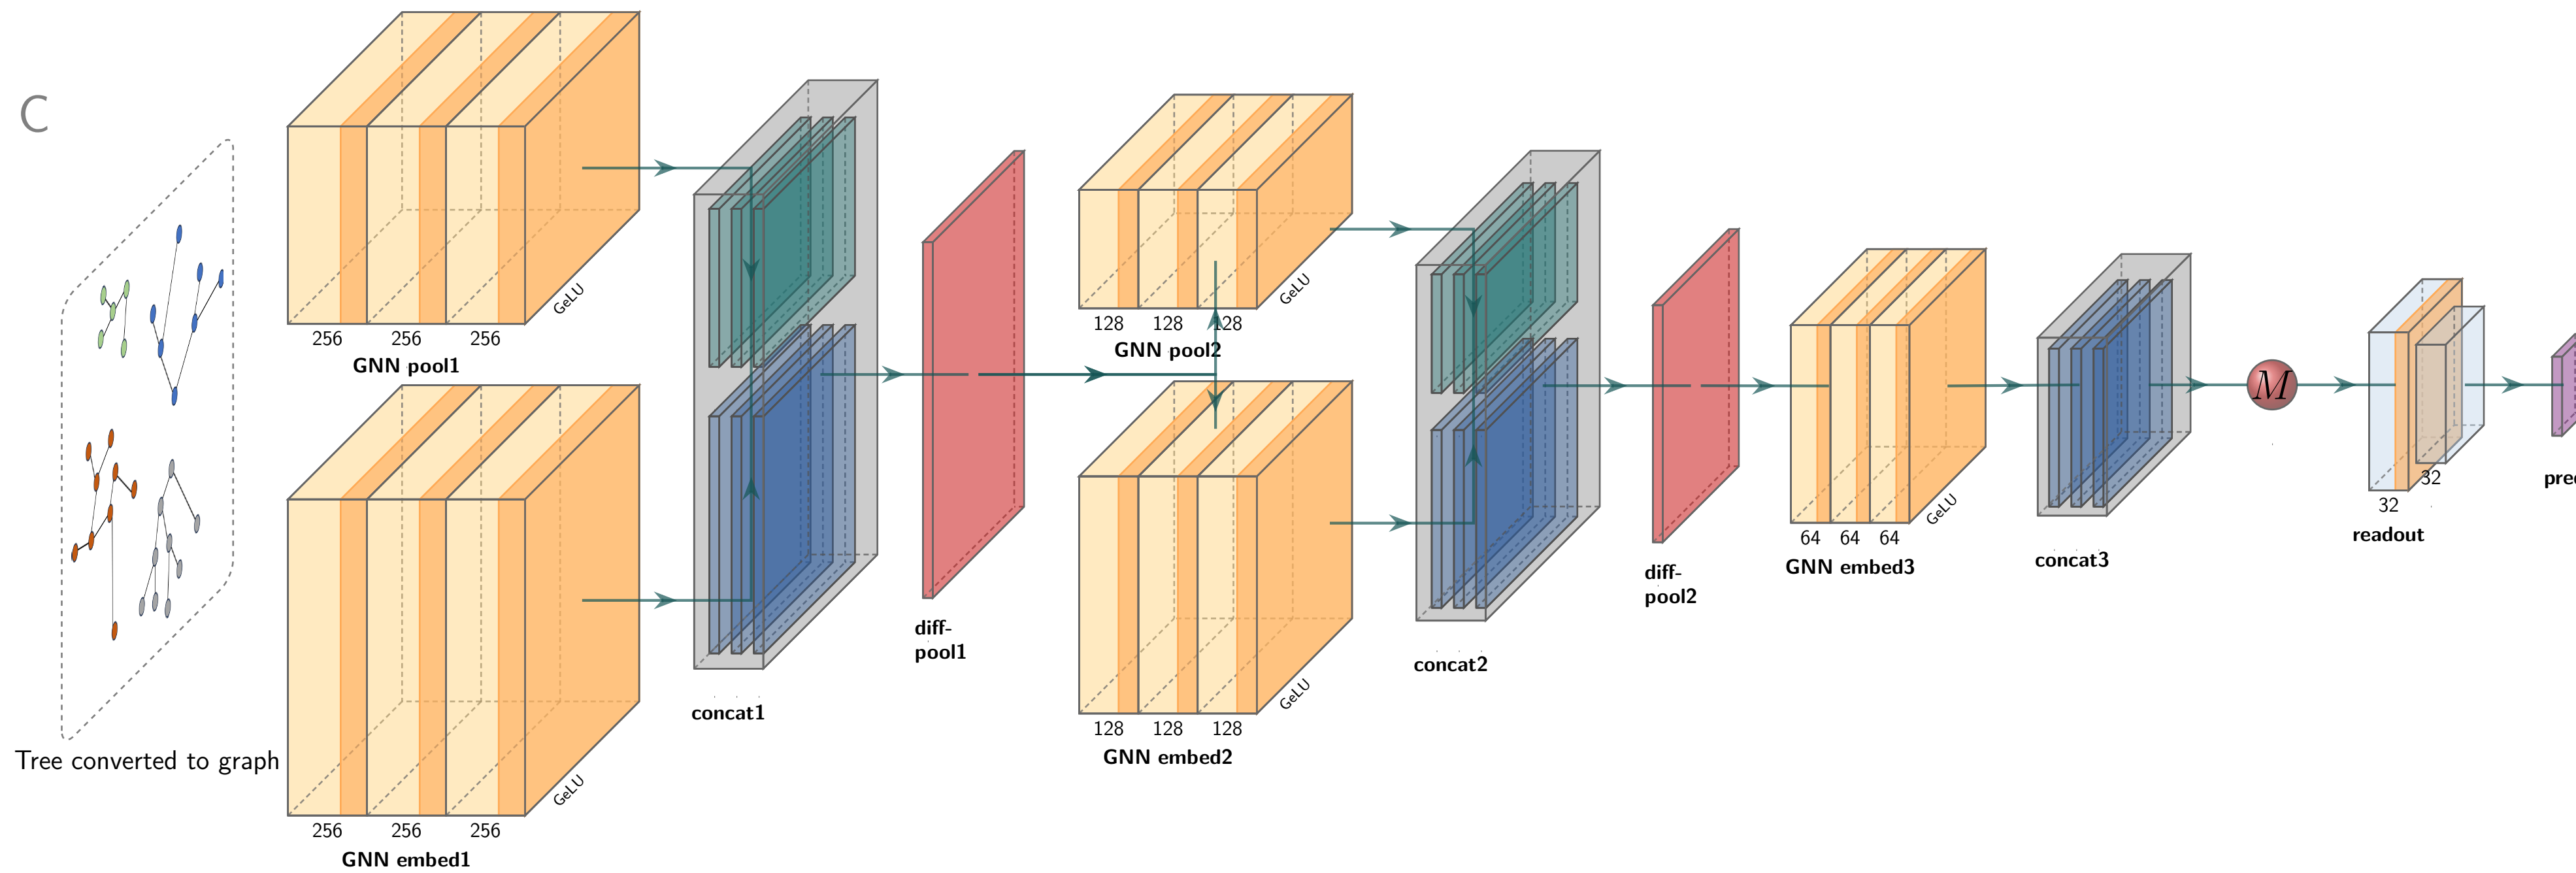 C
Tree converted to graph
256 256 256
GeLU
GNN pool1
256 256 256
GeLU
GNN embed1
concat1
diff-
pool1
128 128 128
GeLU
GNN pool2
128 128 128
GeLU
GNN embed2
concat2
diff-
pool2
64 64 64
GeLU
GNN embed3
concat3
M
32
32
readout